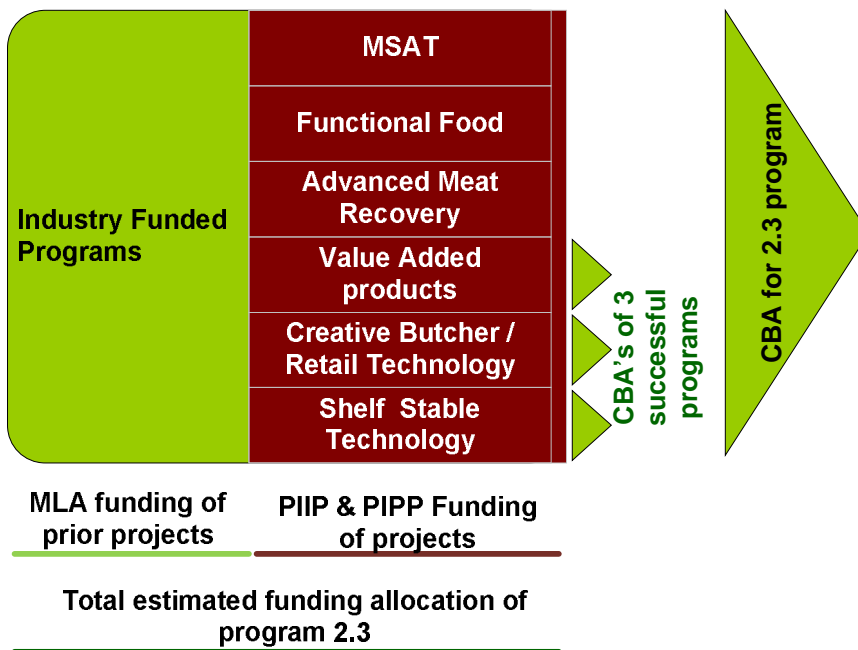 MSAT
Functional Food
Advanced Meat
Recovery
Industry Funded
Programs
Value Added
products
Creative Butcher /
Retail Technology
Shelf  Stable
Technology
CBA's of 3
successful
programs
CBA for 2.3 program
MLA funding of
prior projects
PIIP & PIPP Funding
of projects
Total estimated funding allocation of
program 2.3